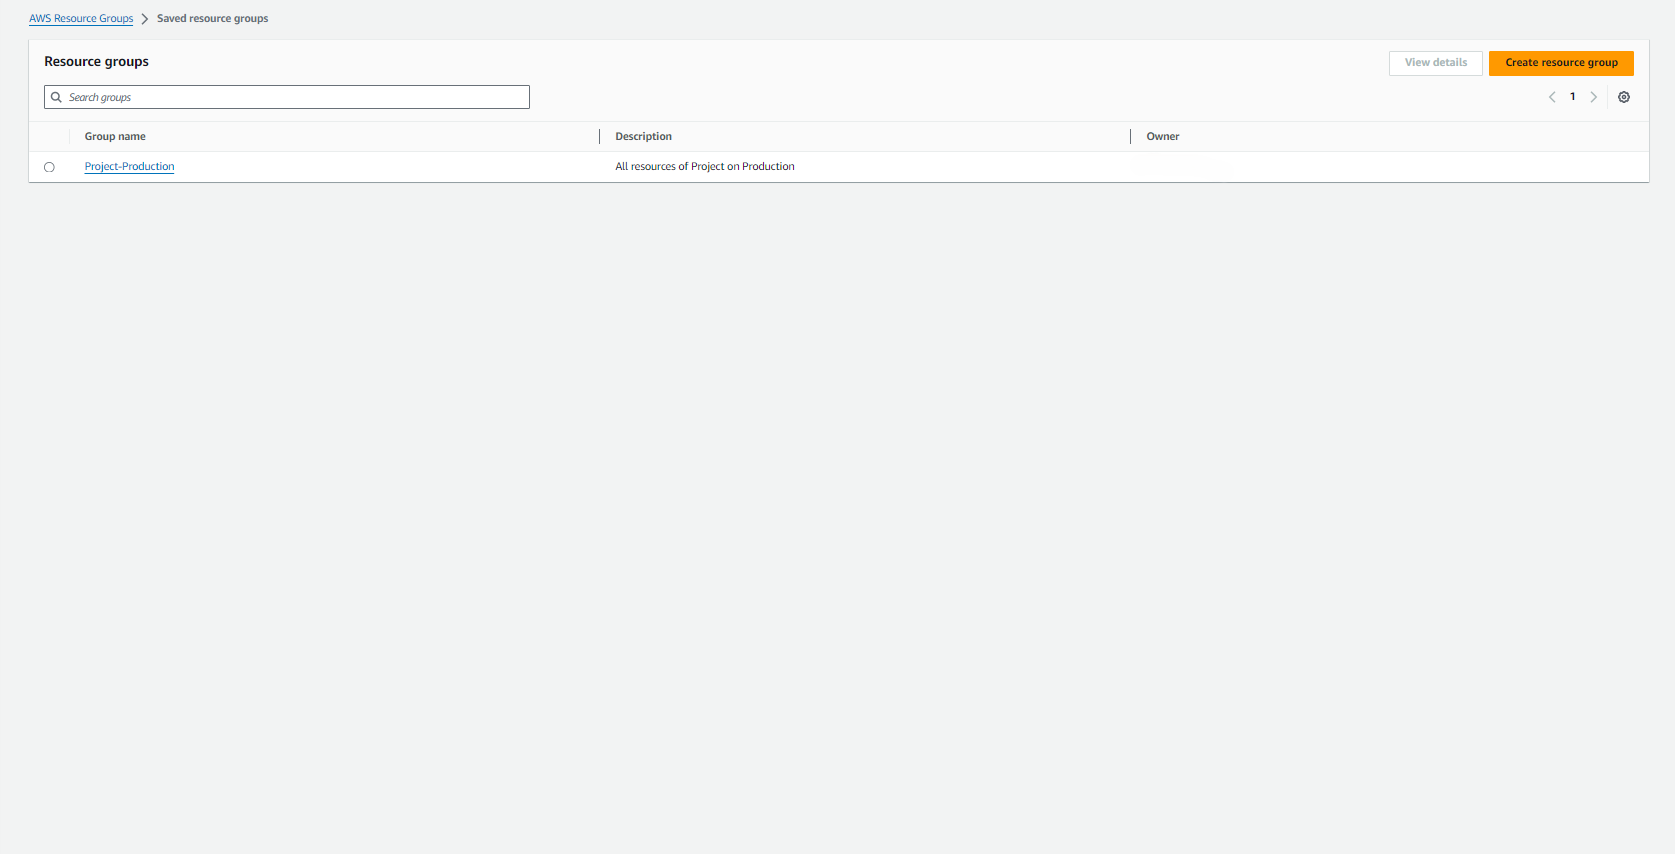 AWS Resource Groups > Saved resource groups
Resource groups
View details
Create resource group
Search groups
1
Group name
Description
Owner
Project-Production
All resources of Project on Production